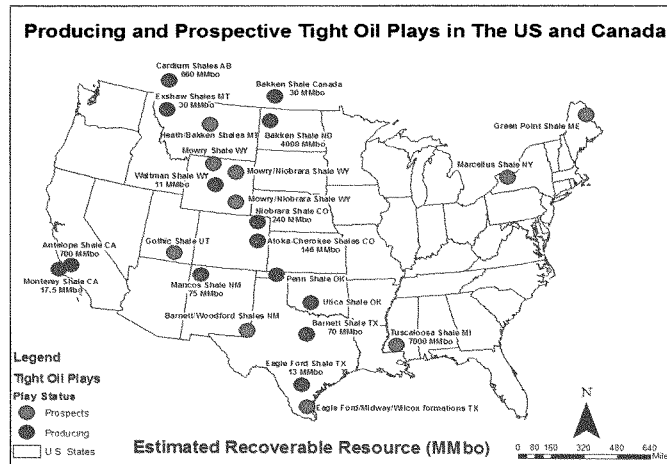 Producing and Prospective Tight Oil Plays in The US and Canada
Cardium Shales AB
660 MMbo
Bakken Shale Canada
30 MMbo
Exshaw Shales MT
30 MMbo
Heath/Bakken Shales MT
Bakken Shale ND
4000 MMbo
Green Point Shale ME
Mowry Shale WY
Mowry/Niobrara Shale WY
Marcellus Shale NY
Waltman Shale WY
11 MMbo
Mowry/Niobrara Shale WY
Niobrara Shale CO
240 MMbo
Antelope Shale CA
700 MMbo
Gothic Shale UT
Atoka-Cherokee Shales CO
146 MMbo
Monterey Shale CA
17.5 MMbo
Mancos Shale NM
75 MMbo
Penn Shale OK
Utica Shale OK
Barnett/Woodford Shales NM
Barnett Shale TX
70 MMbo
Tuscaloosa Shale MI
7000 MMbo
Eagle Ford Shale TX
13 MMbo
Eagle Ford/Midway/Wilcox formations TX
Legend
Tight Oil Plays
Play Status
Prospects
Producing
U S States
Estimated Recoverable Resource (MMbo)
N
0 80 160 320 480 640
Mile